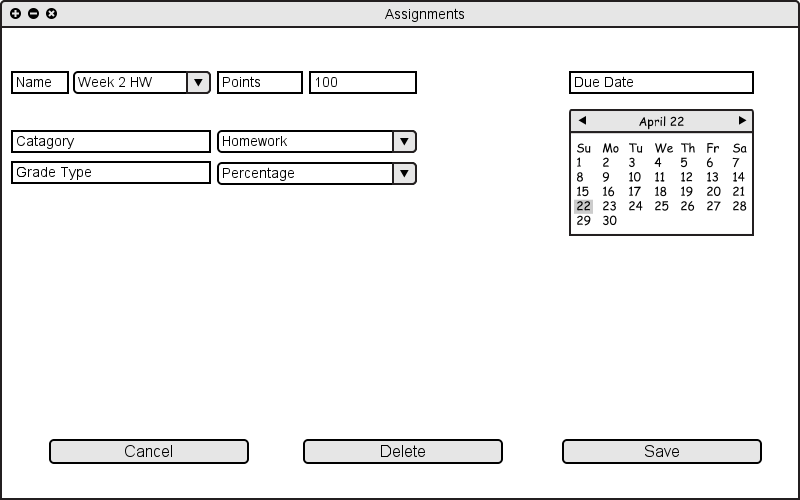 Assignments
Name Week 2 HW Points 100 Due Date
April 22
Catagory Homework
Grade Type Percentage
Su Mo Tu We Th Fr Sa
1 2 3 4 5 6 7
8 9 10 11 12 13 14
15 16 17 18 19 20 21
22 23 24 25 26 27 28
29 30
Cancel Delete Save